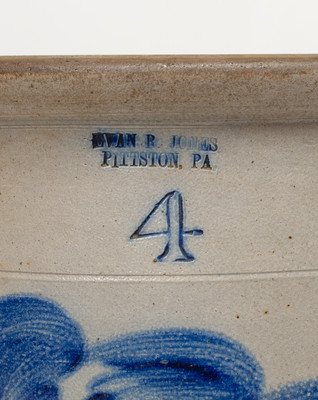 EVAN R. JONES
PITTSTON, PA
4